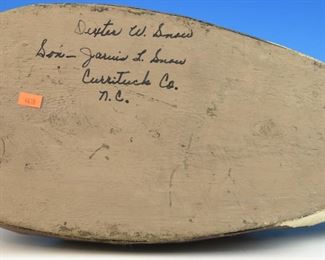 Dexter W. Snow
Son - Jarvis L. Snow
Currituck Co.
N.C.